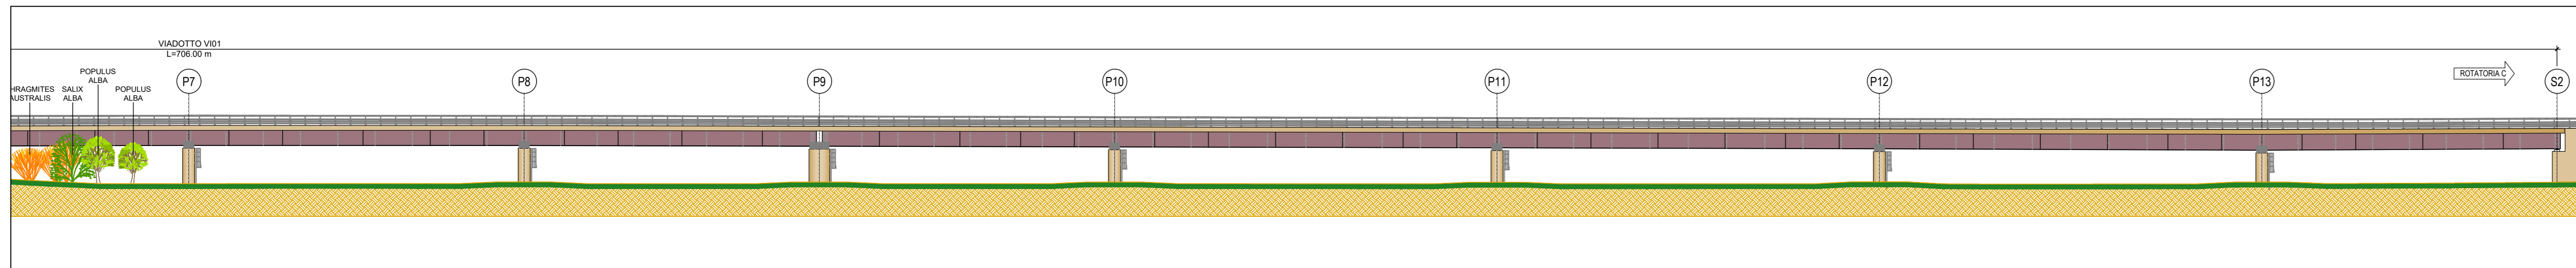 VIADOTTO VI01
L=706.00 m
HRAGMITES
AUSTRALIS
SALIX
ALBA
POPULUS
ALBA
POPULUS
ALBA
P7
P8
P9
P10
P11
P12
P13
ROTATORIA C
S2